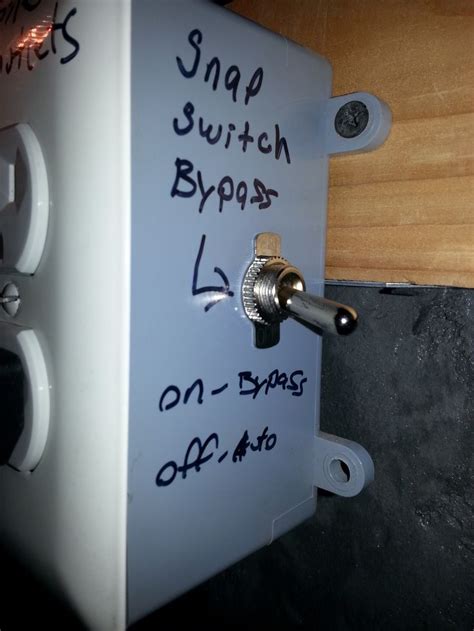 Snap
Switch
Bypass
on-Bypass
off-Auto